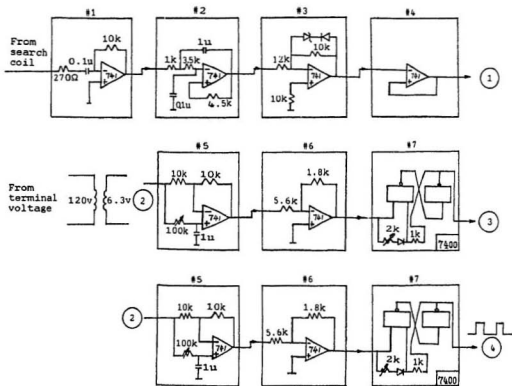 #1
#2
#3
#4
From
search
coil
270Ω
0.1u
10k
741
1k
35k
1u
741
01u
4.5k
12k
10k
741
10k
741
1
#5
#6
#7
From
terminal
voltage
120v
6.3v
2
10k
10k
741
100k
1u
5.6k
1.8k
741
2k
1k
7400
3
#5
#6
#7
2
10k
10k
100k
741
1u
5.6k
1.8k
741
2k
1k
7400
4